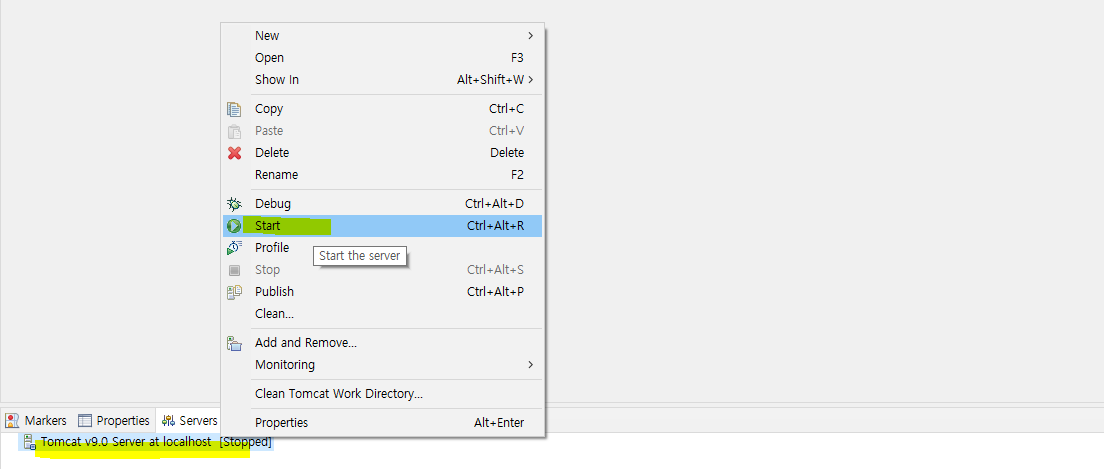 New
Open F3
Show In Alt+Shift+W
Copy Ctrl+C
Paste Ctrl+V
Delete Delete
Rename F2
Debug Ctrl+Alt+D
Start Ctrl+Alt+R
Profile
Start the server
Stop Ctrl+Alt+S
Publish Ctrl+Alt+P
Clean...
Add and Remove...
Monitoring
Clean Tomcat Work Directory...
Properties Alt+Enter
Markers Properties Servers
Tomcat v9.0 Server at localhost [Stopped]